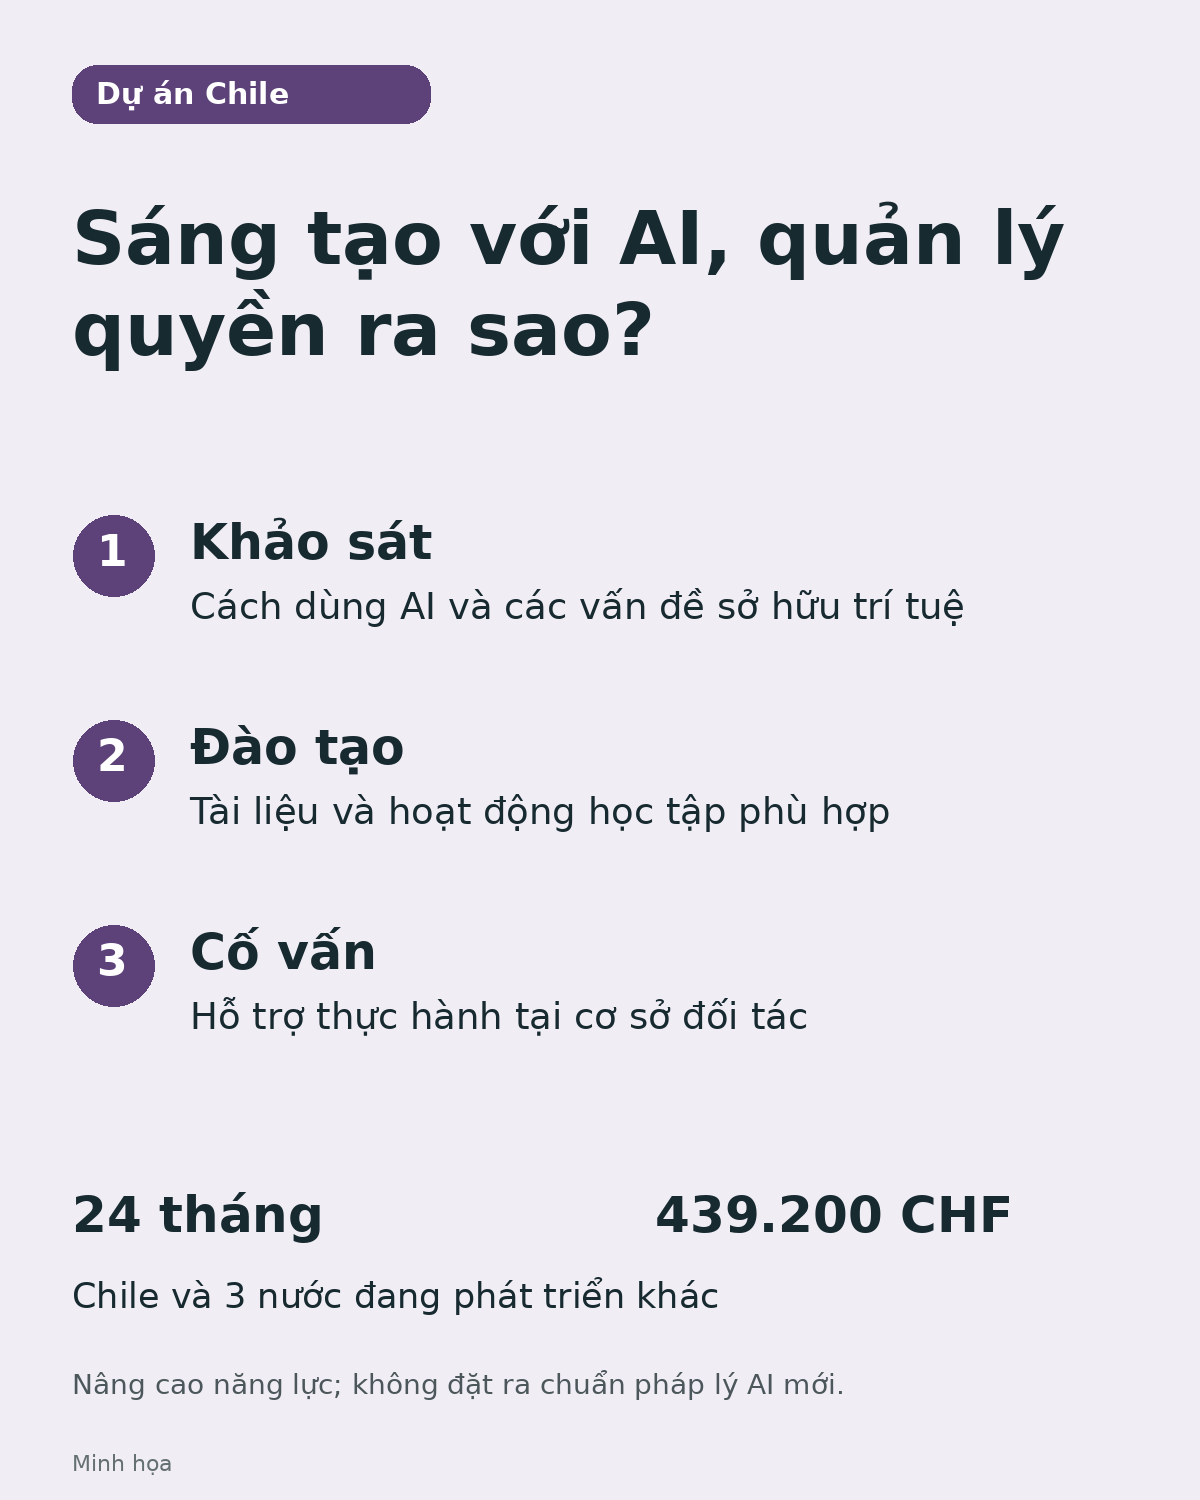 Dự án Chile
Sáng tạo với AI, quản lý
quyền ra sao?
1
Khảo sát
Cách dùng AI và các vấn đề sở hữu trí tuệ
2
Đào tạo
Tài liệu và hoạt động học tập phù hợp
3
Cố vấn
Hỗ trợ thực hành tại cơ sở đối tác
24 tháng
439.200 CHF
Chile và 3 nước đang phát triển khác
Nâng cao năng lực; không đặt ra chuẩn pháp lý AI mới.
Minh họa